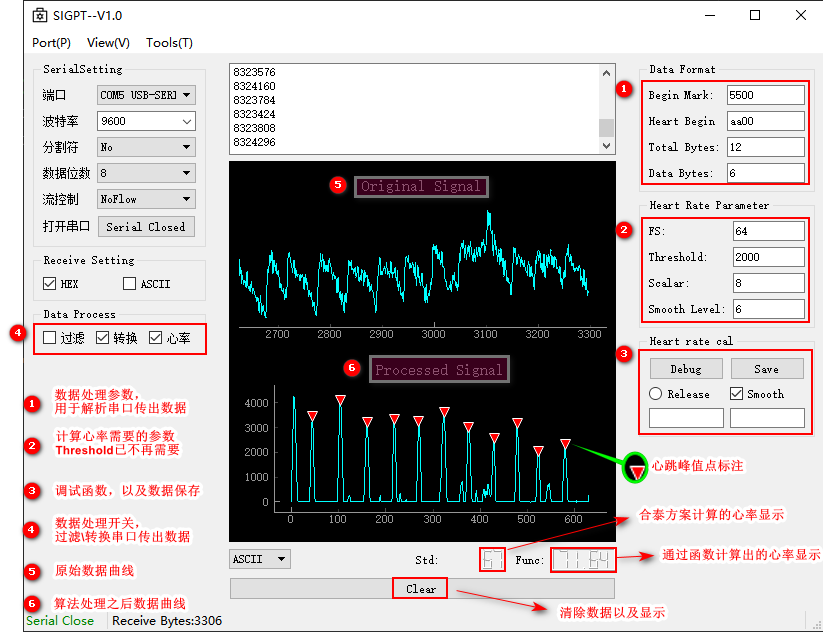 SIGPT--V1.0
Port(P) View(V) Tools(T)
SerialSetting
端口 COM5 USB-SERI
波特率 9600
分割符 No
数据位数 8
流控制 NoFlow
打开串口 Serial Closed
Receive Setting
HEX ASCII
Data Process
4 过滤 转换 心率
8323576
8324160
8323784
8323424
8323808
8324296
5 Original Signal
2700 2800 2900 3000 3100 3200 3300
6 Processed Signal
4000
3000
2000
1000
0
0 100 200 300 400 500 600
Data Format
1
Begin Mark: 5500
Heart Begin aa00
Total Bytes: 12
Data Bytes: 6
Heart Rate Parameter
2
FS: 64
Threshold: 2000
Scalar: 8
Smooth Level: 6
Heart rate cal
3
Debug Save
Release Smooth
1 数据处理参数，
用于解析串口传出数据
2 计算心率需要的参数
Threshold已不再需要
3 调试函数，以及数据保存
4 数据处理开关，
过滤\转换串口传出数据
5 原始数据曲线
6 算法处理之后数据曲线
心跳峰值点标注
合泰方案计算的心率显示
通过函数计算出的心率显示
ASCII Std: 67 Func: 71.64
Clear
清除数据以及显示
Serial Close Receive Bytes:3306